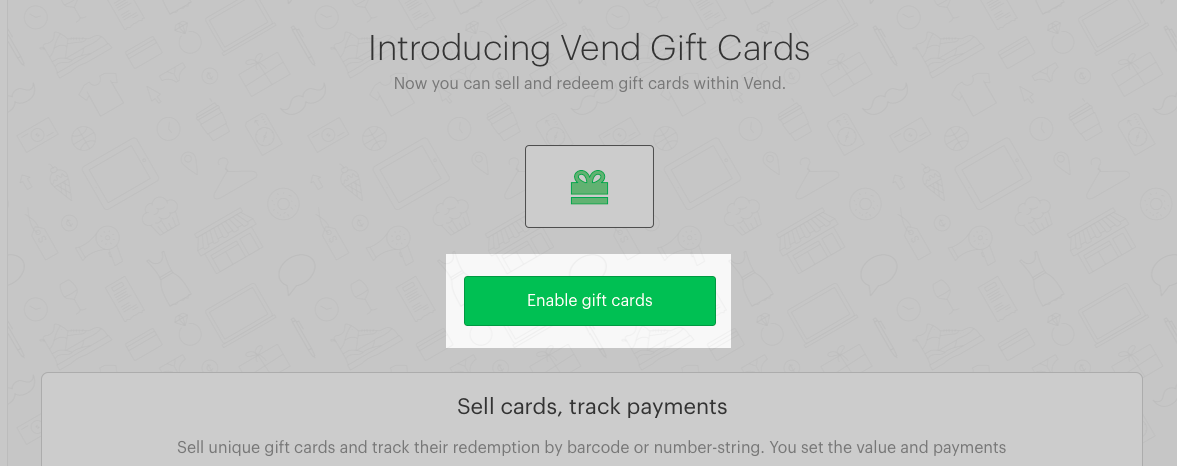 Introducing Vend Gift Cards
Now you can sell and redeem gift cards within Vend.
Enable gift cards
Sell cards, track payments
Sell unique gift cards and track their redemption by barcode or number-string. You set the value and payments